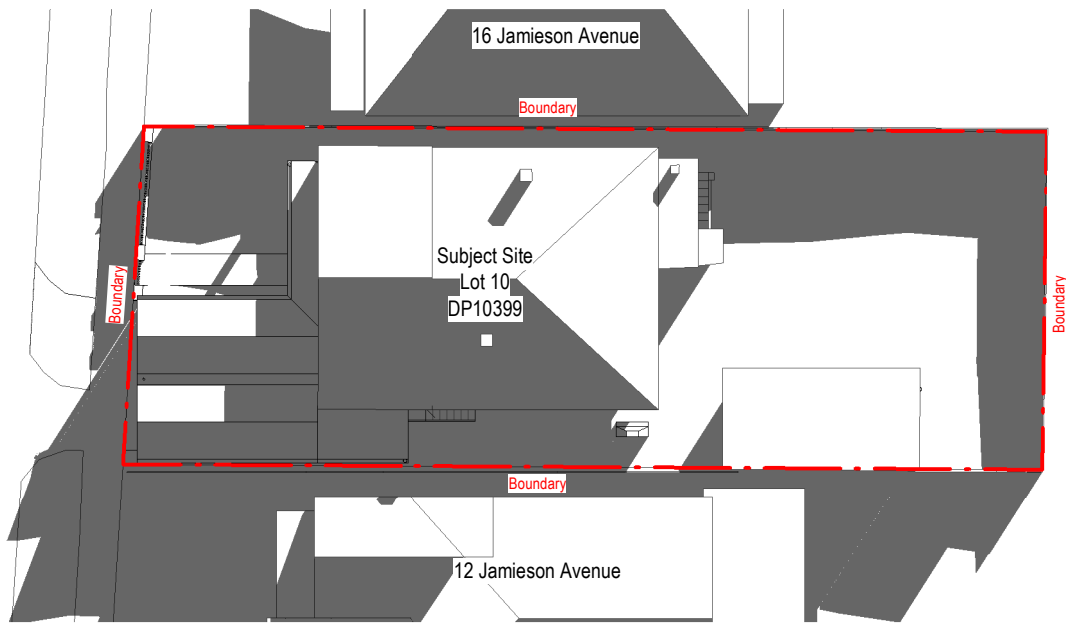 16 Jamieson Avenue
Boundary
Subject Site
Lot 10
DP10399
Boundary
Boundary
Boundary
12 Jamieson Avenue